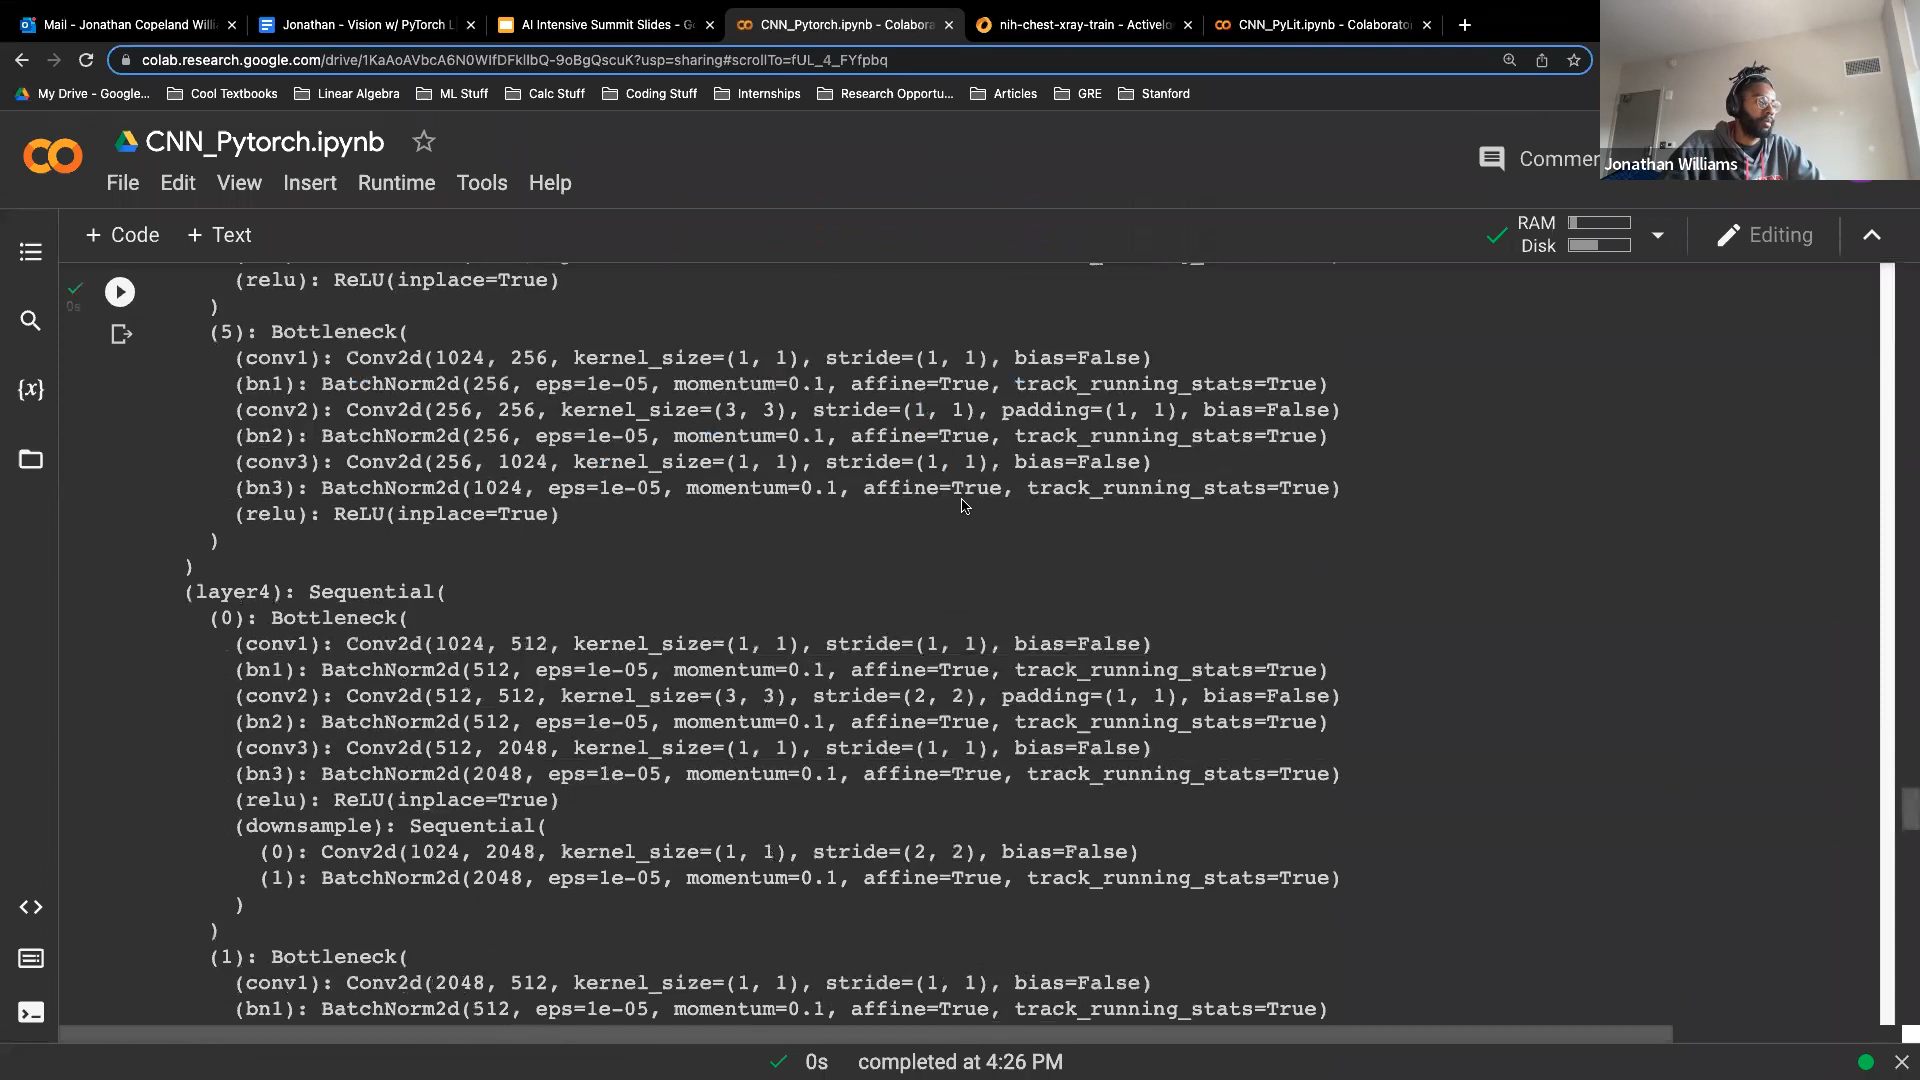 Mail - Jonathan Copeland Willi
Jonathan - Vision w/ PyTorch L
AI Intensive Summit Slides - Go
CNN_Pytorch.ipynb - Colabora
nih-chest-xray-train - Activelo
CNN_PyLit.ipynb - Colaborato
colab.research.google.com/drive/1KaAoAVbcA6N0WIfDFklIbQ-9oBgQscuK?usp=sharing#scrollTo=fUL_4_FYfpbq
My Drive - Google...
Cool Textbooks
Linear Algebra
ML Stuff
Calc Stuff
Coding Stuff
Internships
Research Opportu...
Articles
GRE
Stanford
CNN_Pytorch.ipynb
Commen
Jonathan Williams
File Edit View Insert Runtime Tools Help
+ Code + Text
RAM
Disk
Editing
(relu): ReLU(inplace=True)
)
(5): Bottleneck(
(conv1): Conv2d(1024, 256, kernel_size=(1, 1), stride=(1, 1), bias=False)
(bn1): BatchNorm2d(256, eps=1e-05, momentum=0.1, affine=True, track_running_stats=True)
(conv2): Conv2d(256, 256, kernel_size=(3, 3), stride=(1, 1), padding=(1, 1), bias=False)
(bn2): BatchNorm2d(256, eps=1e-05, momentum=0.1, affine=True, track_running_stats=True)
(conv3): Conv2d(256, 1024, kernel_size=(1, 1), stride=(1, 1), bias=False)
(bn3): BatchNorm2d(1024, eps=1e-05, momentum=0.1, affine=True, track_running_stats=True)
(relu): ReLU(inplace=True)
)
)
(layer4): Sequential(
(0): Bottleneck(
(conv1): Conv2d(1024, 512, kernel_size=(1, 1), stride=(1, 1), bias=False)
(bn1): BatchNorm2d(512, eps=1e-05, momentum=0.1, affine=True, track_running_stats=True)
(conv2): Conv2d(512, 512, kernel_size=(3, 3), stride=(2, 2), padding=(1, 1), bias=False)
(bn2): BatchNorm2d(512, eps=1e-05, momentum=0.1, affine=True, track_running_stats=True)
(conv3): Conv2d(512, 2048, kernel_size=(1, 1), stride=(1, 1), bias=False)
(bn3): BatchNorm2d(2048, eps=1e-05, momentum=0.1, affine=True, track_running_stats=True)
(relu): ReLU(inplace=True)
(downsample): Sequential(
(0): Conv2d(1024, 2048, kernel_size=(1, 1), stride=(2, 2), bias=False)
(1): BatchNorm2d(2048, eps=1e-05, momentum=0.1, affine=True, track_running_stats=True)
)
)
(1): Bottleneck(
(conv1): Conv2d(2048, 512, kernel_size=(1, 1), stride=(1, 1), bias=False)
(bn1): BatchNorm2d(512, eps=1e-05, momentum=0.1, affine=True, track_running_stats=True)
0s completed at 4:26 PM